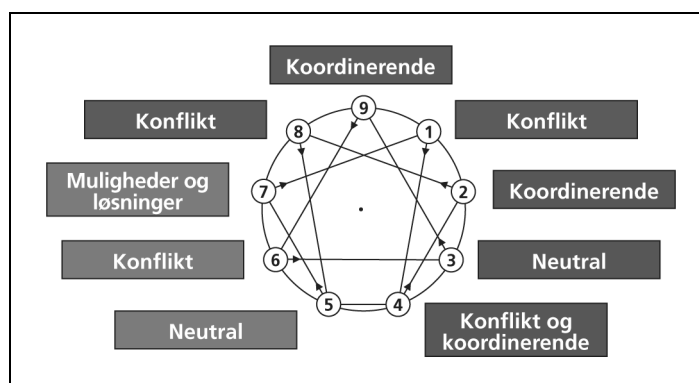 Koordinerende
Konflikt
9
Konflikt
8
1
Muligheder og
løsninger
7
2
Koordinerende
Konflikt
6
3
Neutral
Neutral
5
4
Konflikt og
koordinerende